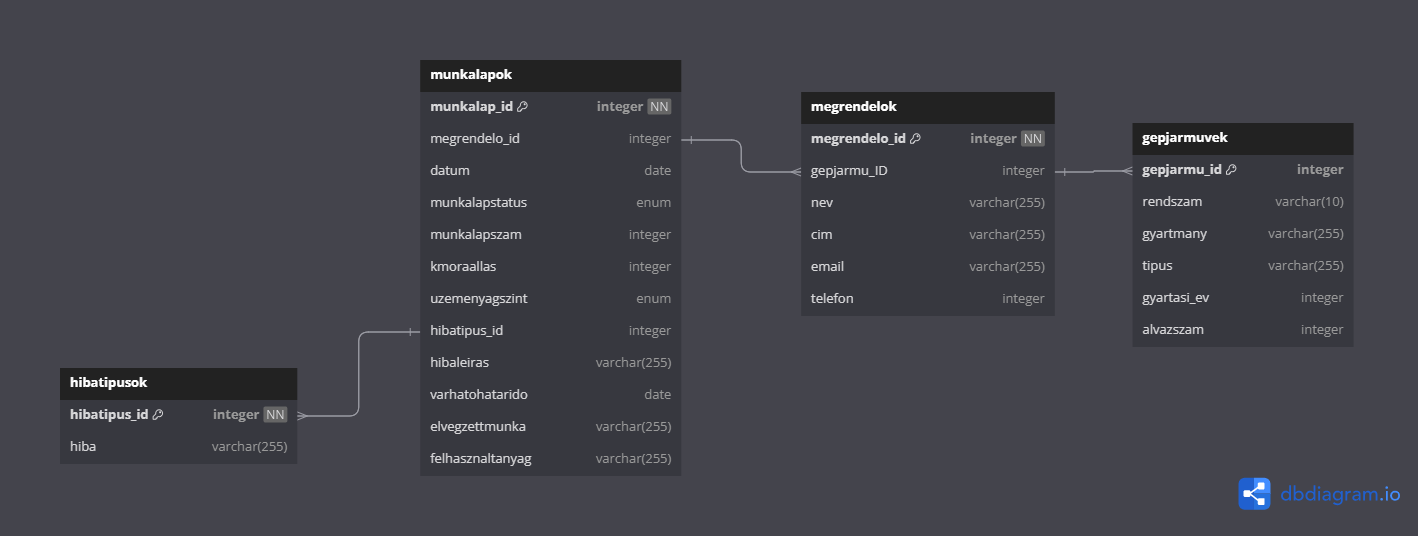 munkalapok
munkalap_id integer NN
megrendelo_id integer
datum date
munkalapstatus enum
munkalapszam integer
kmoraallas integer
uzemenyagszint enum
hibatipus_id integer
hibaleiras varchar(255)
varhatohatarido date
elvegzettmunka varchar(255)
felhasznaltanyag varchar(255)
megrendelok
megrendelo_id integer NN
gepjarmu_ID integer
nev varchar(255)
cim varchar(255)
email varchar(255)
telefon integer
gepjarmuvek
gepjarmu_id integer
rendszam varchar(10)
gyartmany varchar(255)
tipus varchar(255)
gyartasi_ev integer
alvazszam integer
hibatipusok
hibatipus_id integer NN
hiba varchar(255)
dbdiagram.io